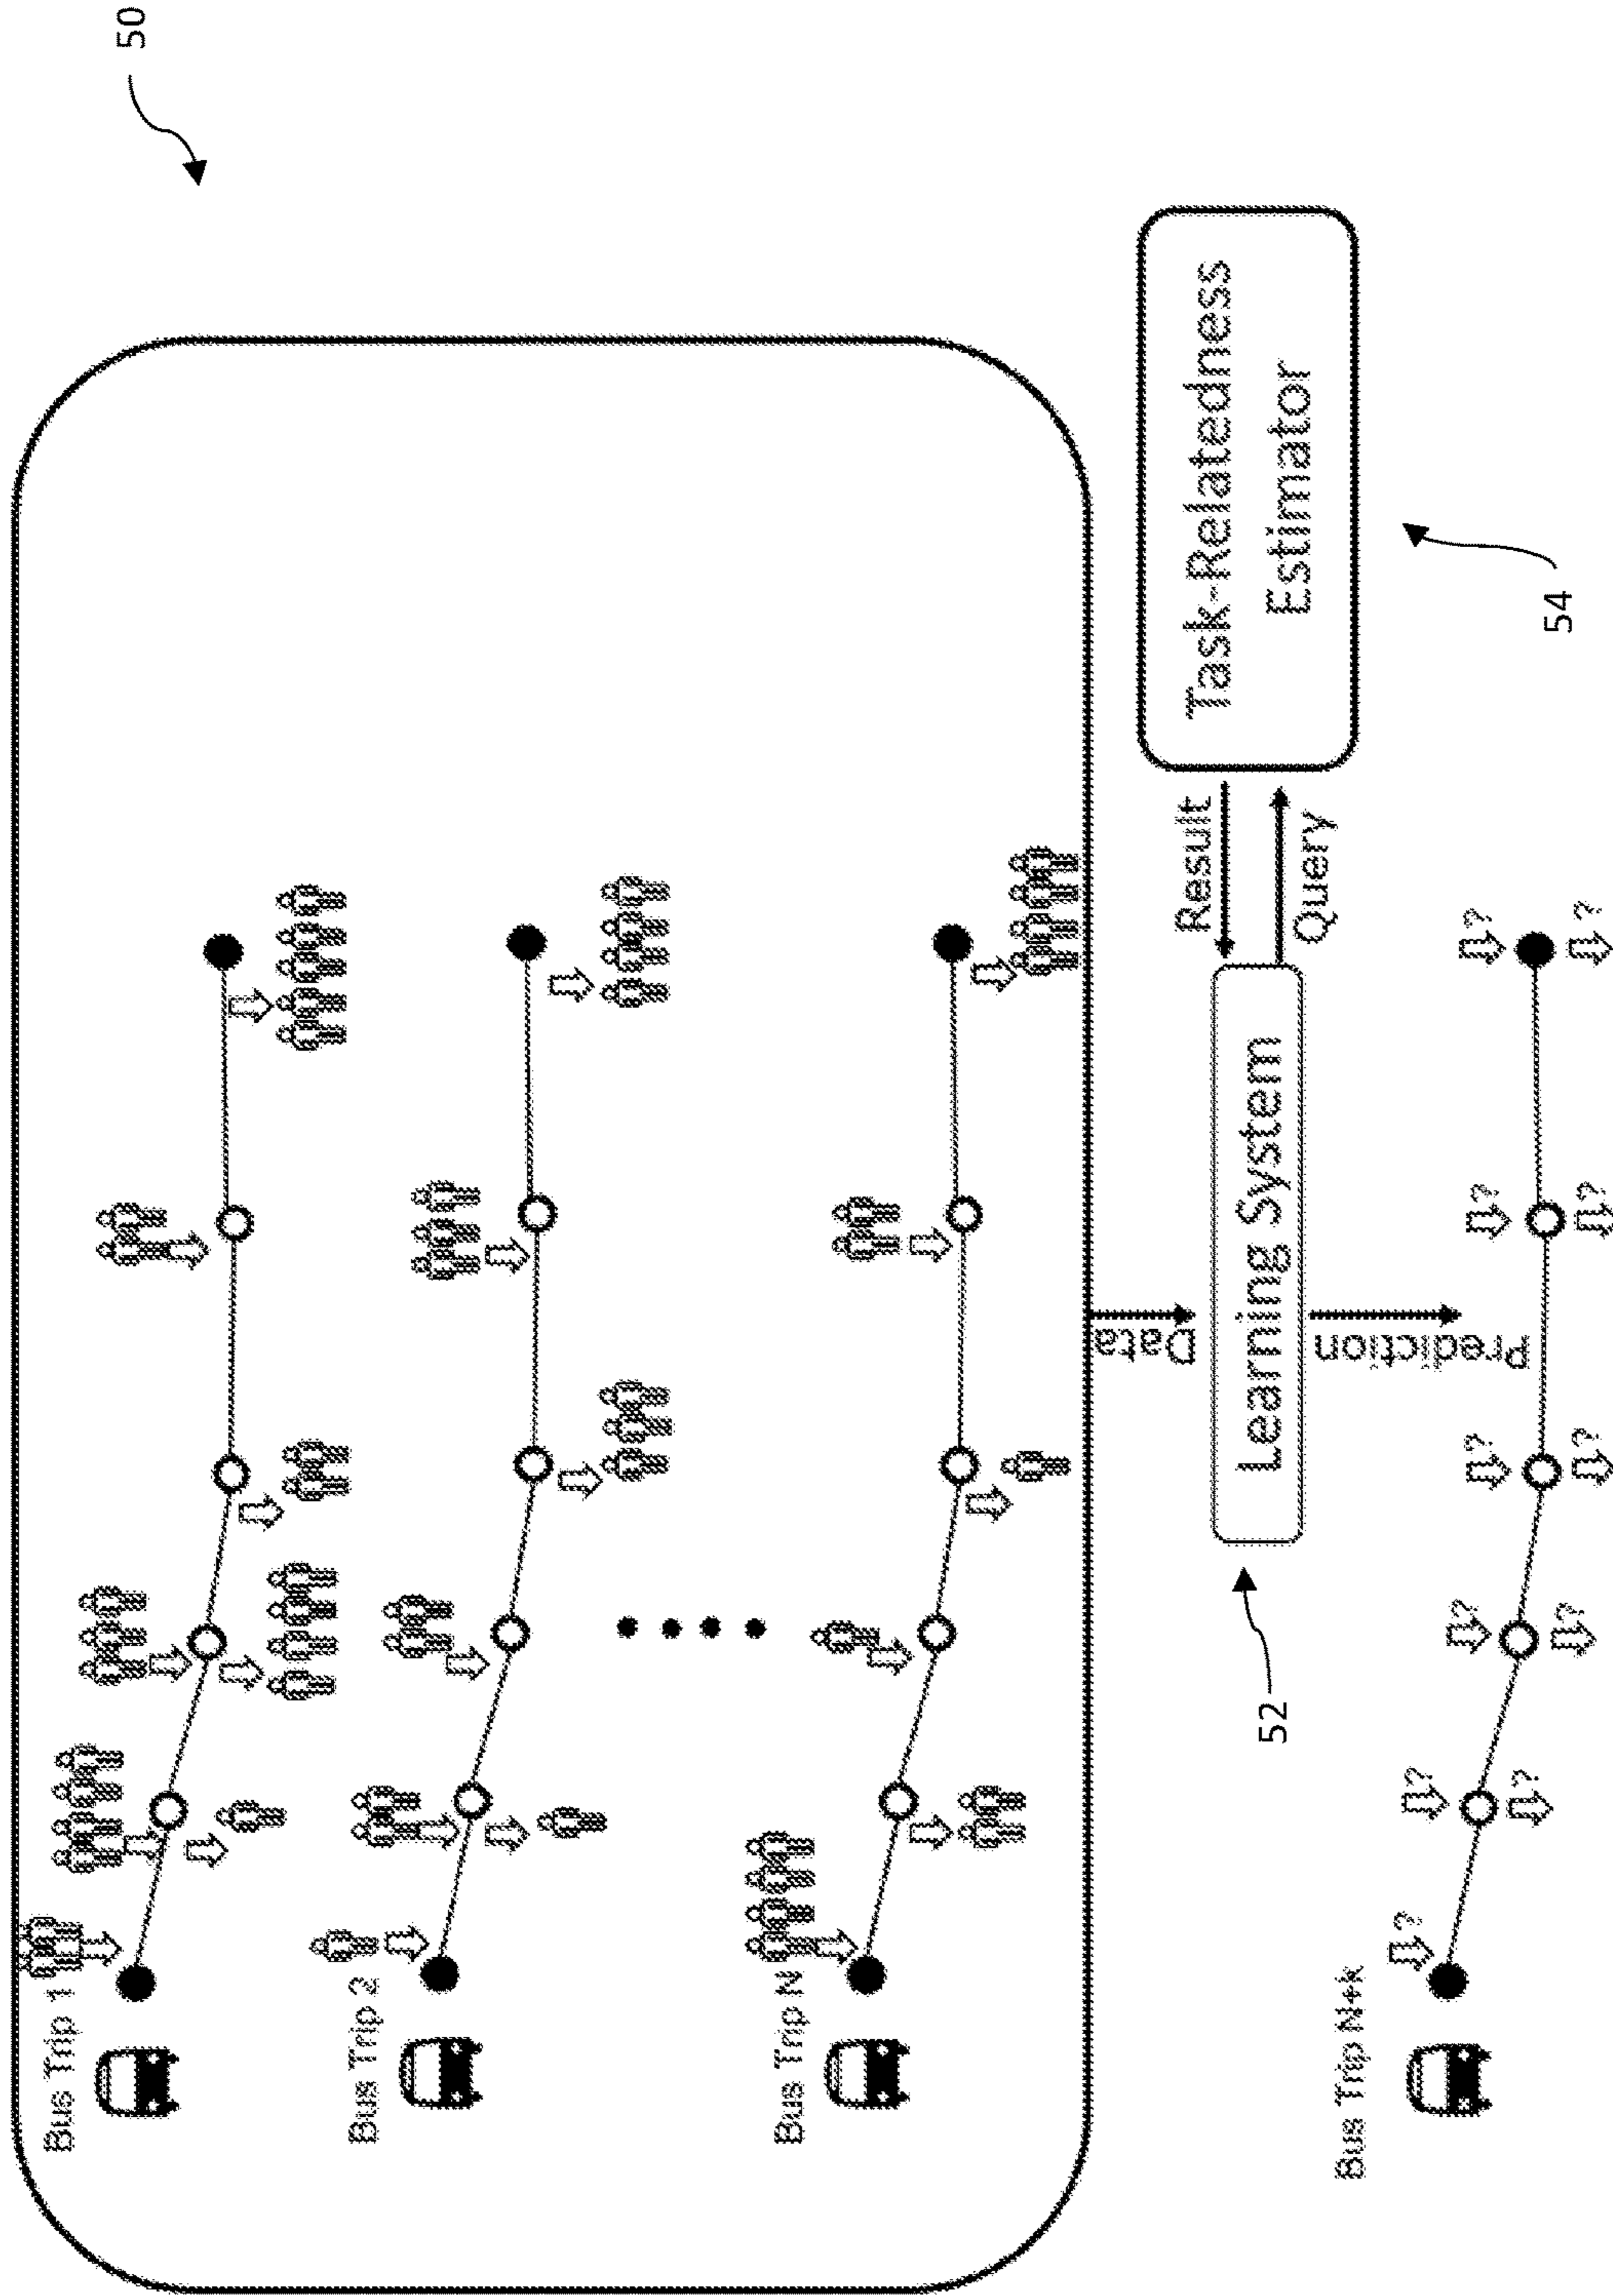 50
Bus Trip 1
Bus Trip 2
Bus Trip N
Data
Learning System
52
Result
Query
Task-Relatedness
Estimator
54
Prediction
Bus Trip N+k
?
?
?
?
?
?
?
?
?
?
?